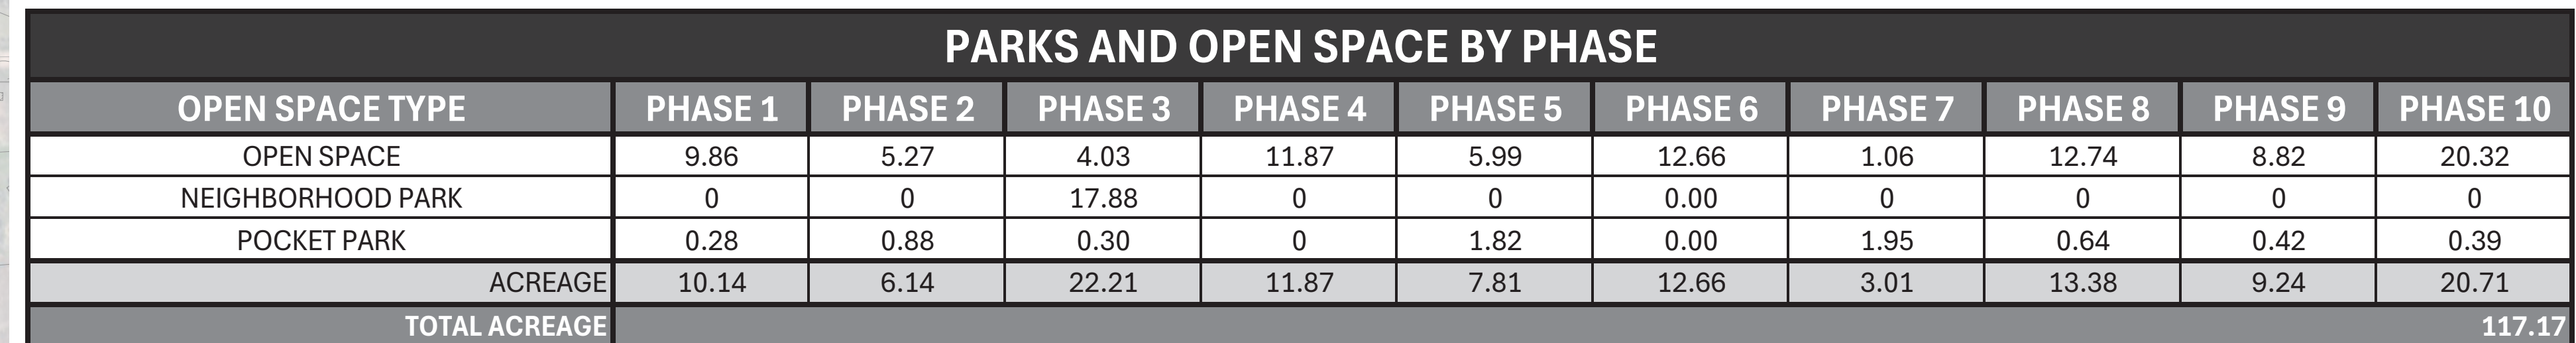 PARKS AND OPEN SPACE BY PHASE
OPEN SPACE TYPE PHASE 1 PHASE 2 PHASE 3 PHASE 4 PHASE 5 PHASE 6 PHASE 7 PHASE 8 PHASE 9 PHASE 10
OPEN SPACE 9.86 5.27 4.03 11.87 5.99 12.66 1.06 12.74 8.82 20.32
NEIGHBORHOOD PARK 0 0 17.88 0 0 0.00 0 0 0 0
POCKET PARK 0.28 0.88 0.30 0 1.82 0.00 1.95 0.64 0.42 0.39
ACREAGE 10.14 6.14 22.21 11.87 7.81 12.66 3.01 13.38 9.24 20.71
TOTAL ACREAGE 117.17